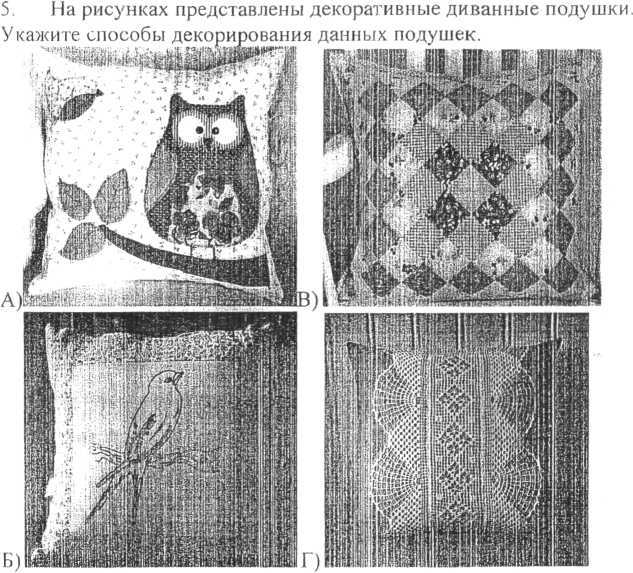 5. На рисунках представлены декоративные диванные подушки.
Укажите способы декорирования данных подушек.
А) В)
Б) Г)